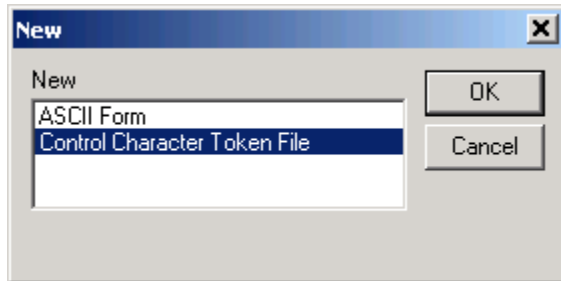 New
New
ASCII Form
Control Character Token File
OK
Cancel